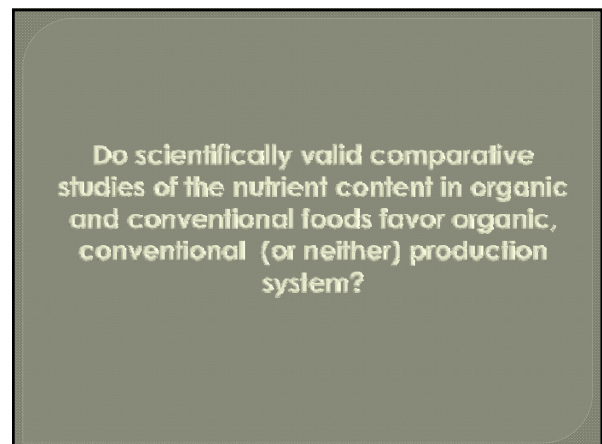 Do scientifically valid comparative
studies of the nutrient content in organic
and conventional foods favor organic,
conventional (or neither) production
system?